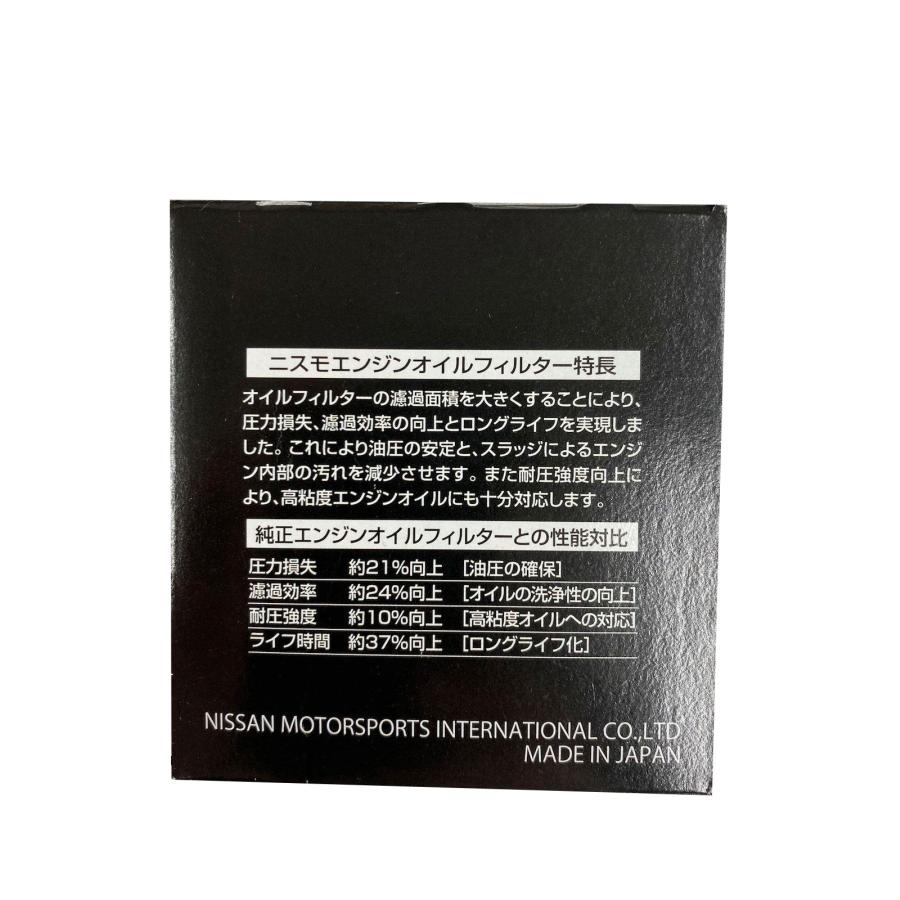 ニスモエンジンオイルフィルター特長
オイルフィルターの濾過面積を大きくすることにより、
圧力損失、濾過効率の向上とロングライフを実現しま
した。これにより油圧の安定と、スラッジによるエンジ
ン内部の汚れを減少させます。また耐圧強度向上に
より、高粘度エンジンオイルにも十分対応します。
純正エンジンオイルフィルターとの性能対比
圧力損失 約21%向上 [油圧の確保]
濾過効率 約24%向上 [オイルの洗浄性の向上]
耐圧強度 約10%向上 [高粘度オイルへの対応]
ライフ時間 約37%向上 [ロングライフ化]
NISSAN MOTORSPORTS INTERNATIONAL CO.,LTD
MADE IN JAPAN